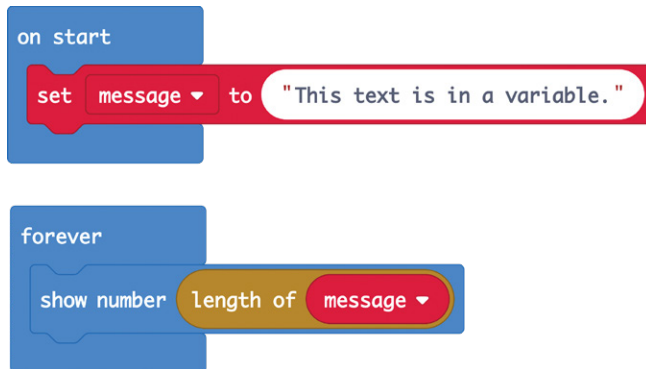 on start
set message to "This text is in a variable."
forever
show number length of message